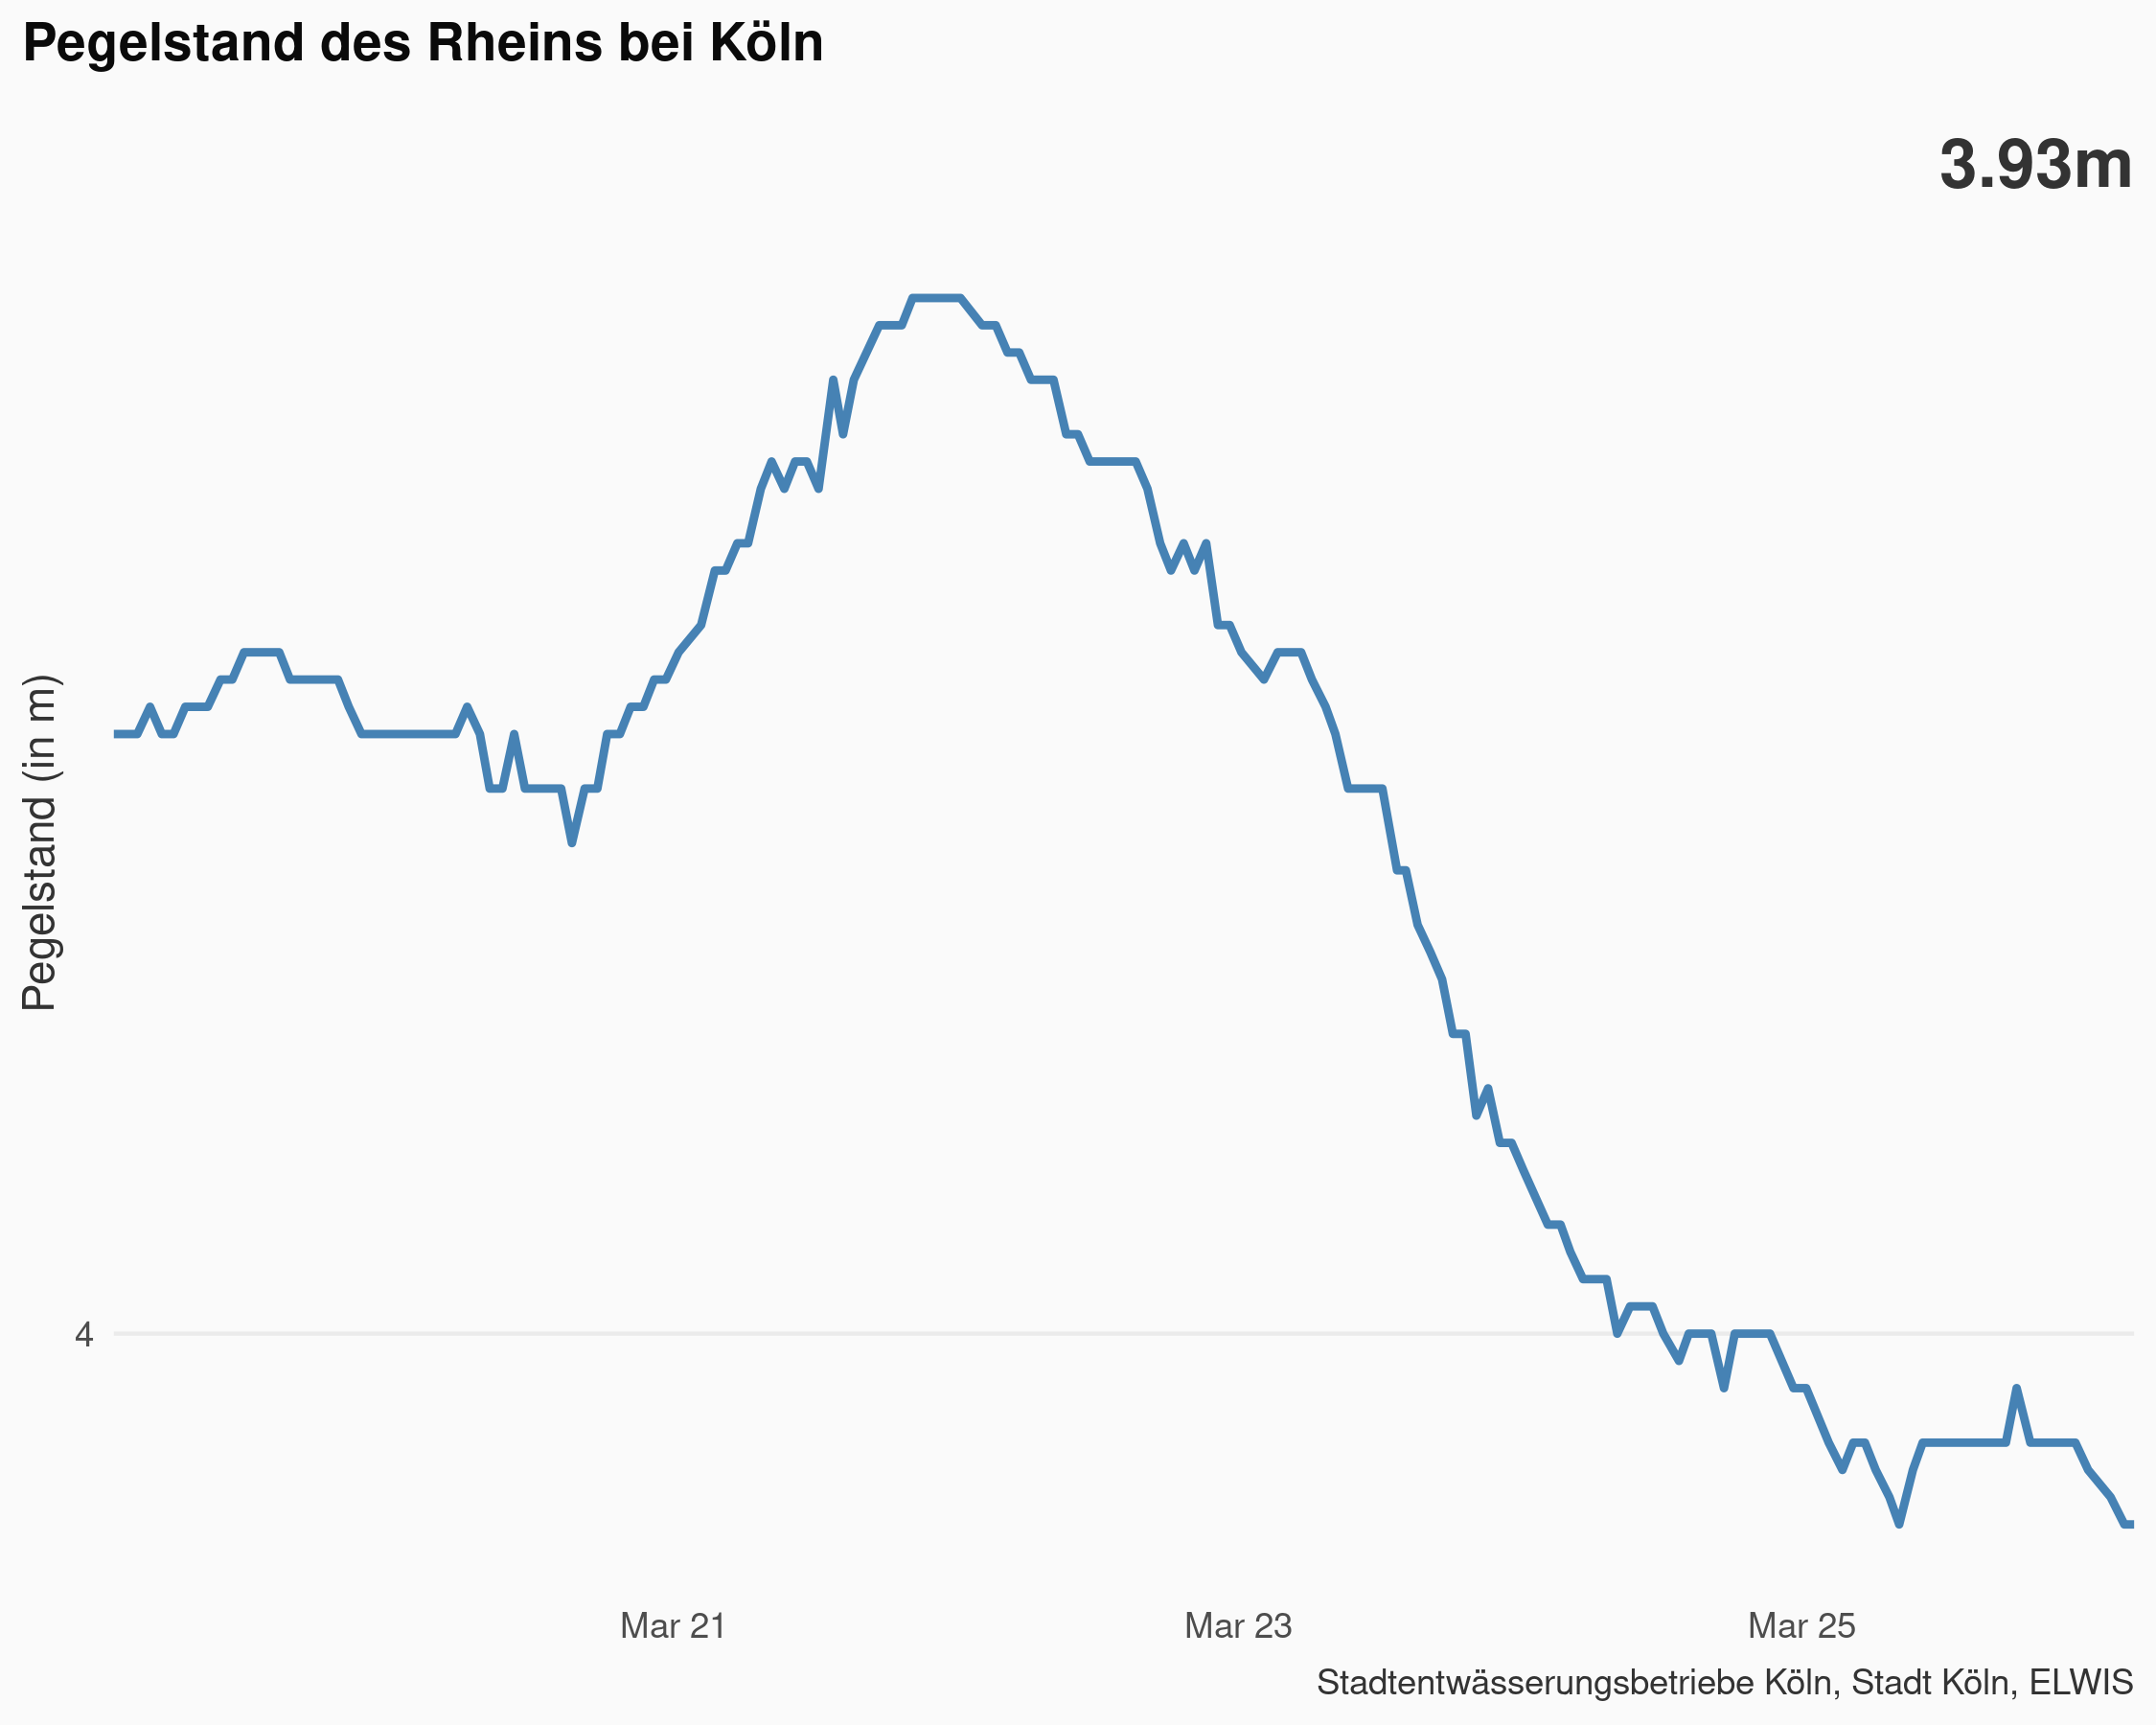 Pegelstand des Rheins bei Köln
3.93m
Pegelstand (in m)
4
Mar 21
Mar 23
Mar 25
Stadtentwässerungsbetriebe Köln, Stadt Köln, ELWIS